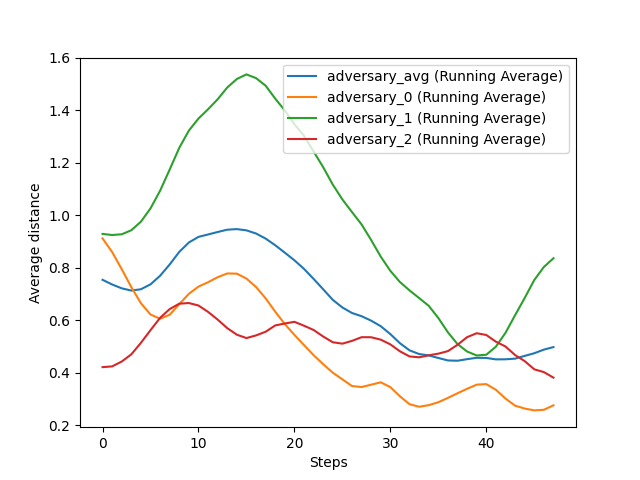 1.6
1.4
1.2
1.0
0.8
0.6
0.4
0.2
Average distance
adversary_avg (Running Average)
adversary_0 (Running Average)
adversary_1 (Running Average)
adversary_2 (Running Average)
0 10 20 30 40
Steps